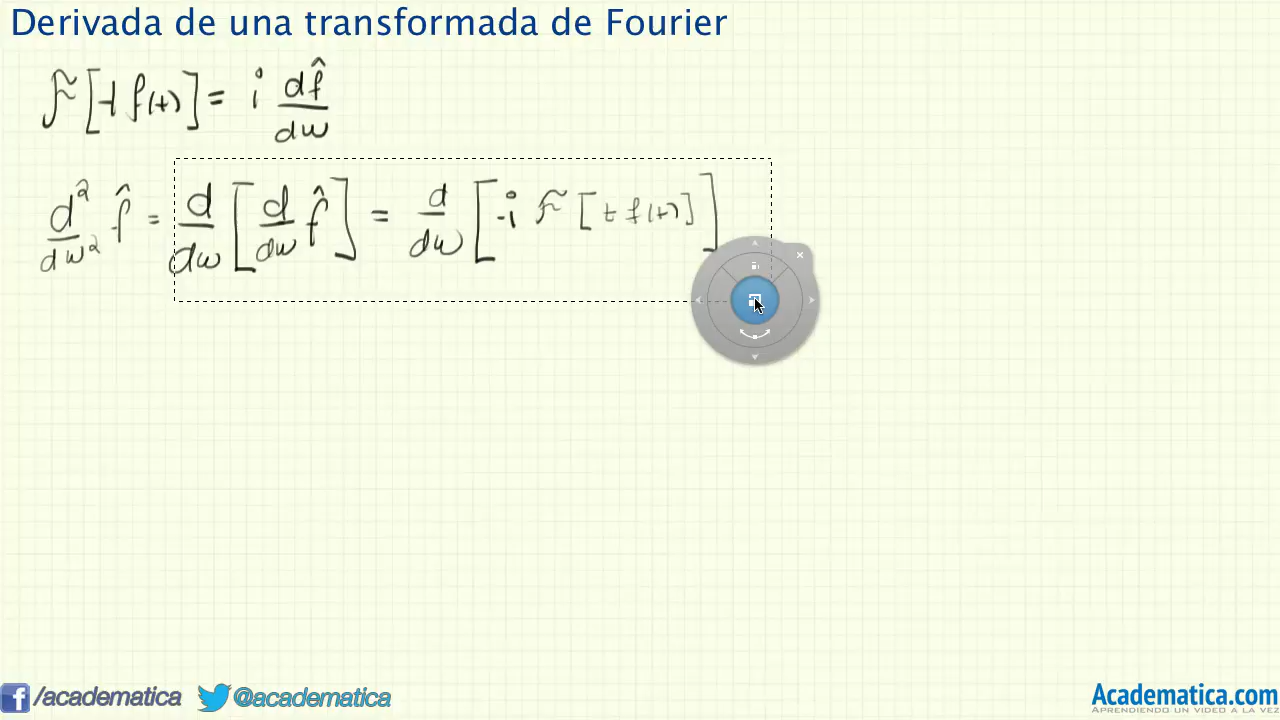 Derivada de una transformada de Fourier
ℱ[t f(t)] = i df̂/dw
d²/dw² f̂ = d/dw [d/dw f̂] = d/dw [-i ℱ[t f(t)]]
/academatica @academatica
Academatica.com
APRENDIENDO UN VIDEO A LA VEZ